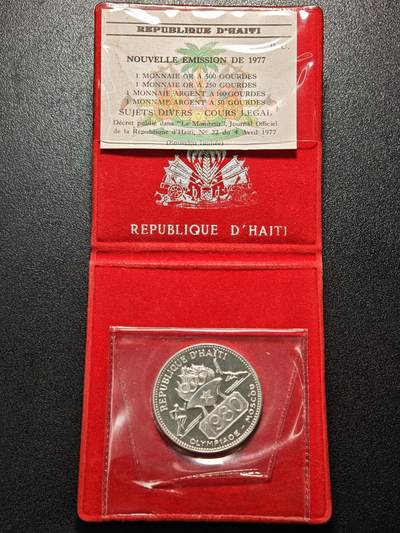 REPUBLIQUE D'HAITI
NOUVELLE EMISSION DE 1977
1 MONNAIE OR A 500 GOURDES
1 MONNAIE OR A 250 GOURDES
1 MONNAIE ARGENT A 100 GOURDES
1 MONNAIE ARGENT A 50 GOURDES
SUJETS DIVERS - COURS LEGAL
Décret publié dans "Le Moniteur", Journal Officiel
de la République d'Haïti, Nº 22 du 4 Avril 1977
REPUBLIQUE D'HAITI
REPUBLIQUE D'HAITI
1980
OLYMPIADE - MOSCOU